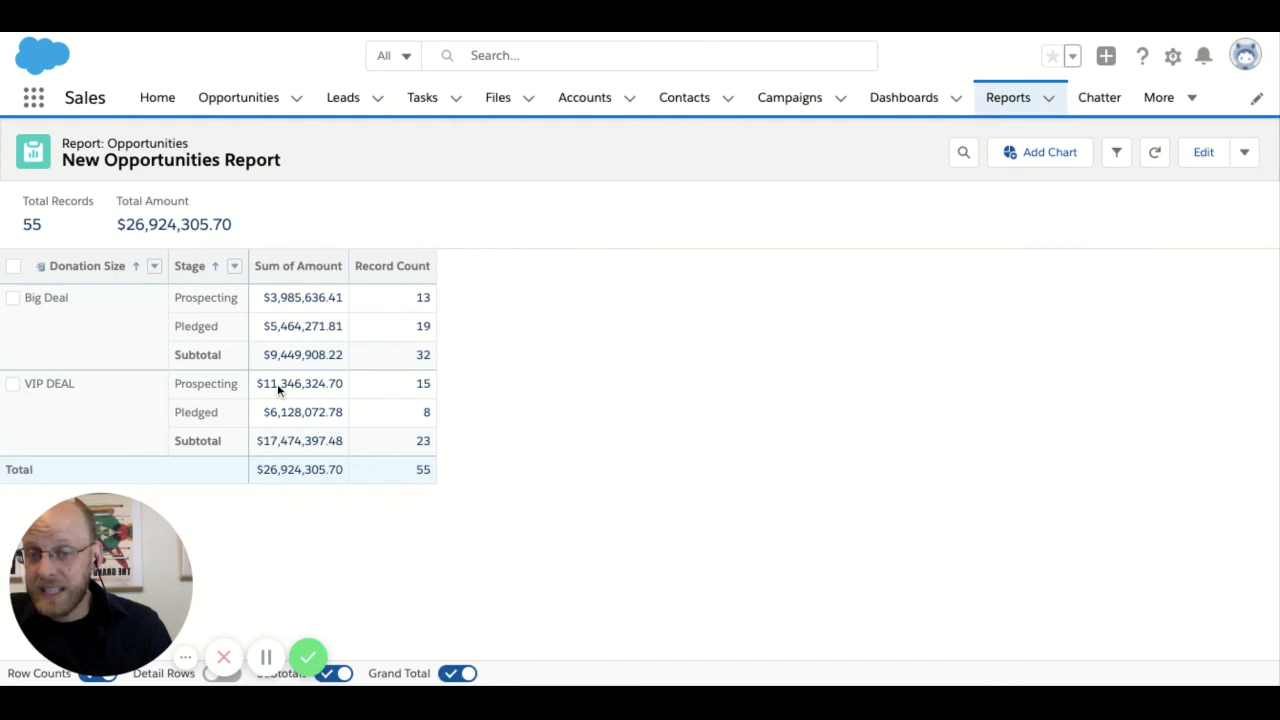 All
Search...
Sales
Home
Opportunities
Leads
Tasks
Files
Accounts
Contacts
Campaigns
Dashboards
Reports
Chatter
More
Report: Opportunities
New Opportunities Report
Add Chart
Edit
Total Records
Total Amount
55
$26,924,305.70
Donation Size
Stage
Sum of Amount
Record Count
Big Deal
Prospecting
$3,985,636.41
13
Pledged
$5,464,271.81
19
Subtotal
$9,449,908.22
32
VIP DEAL
Prospecting
$11,346,324.70
15
Pledged
$6,128,072.78
8
Subtotal
$17,474,397.48
23
Total
$26,924,305.70
55
Row Counts
Detail Rows
Subtotals
Grand Total